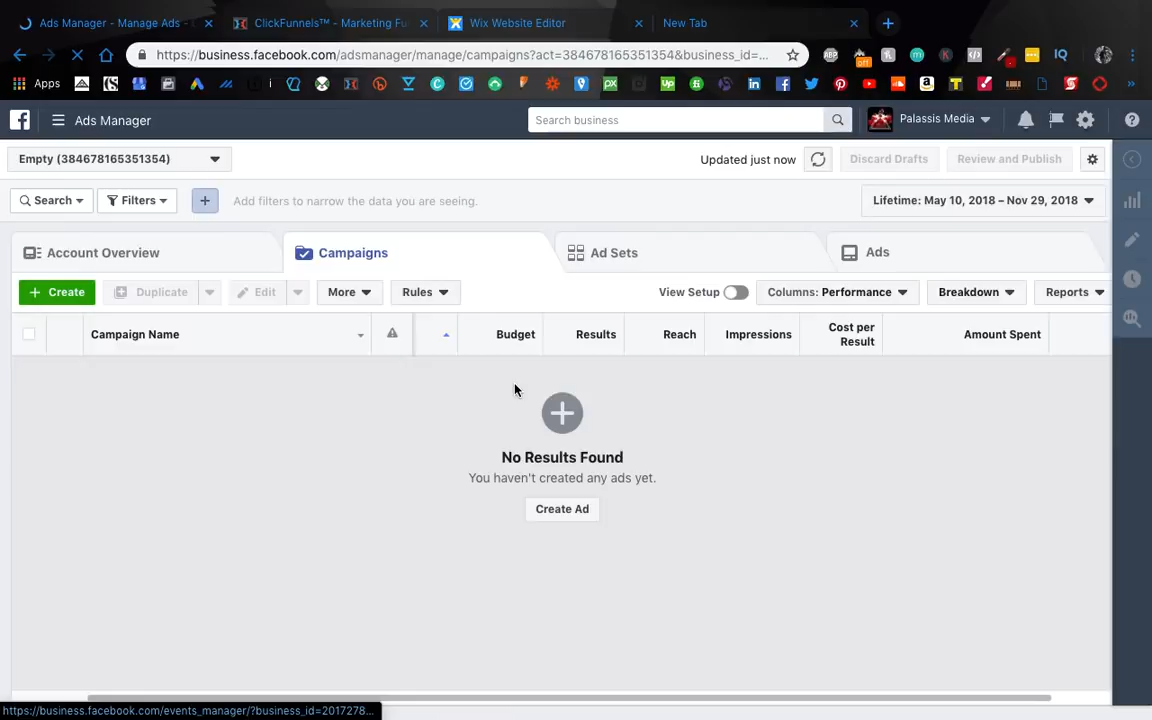 Ads Manager - Manage Ads -
ClickFunnels™ - Marketing Fu
Wix Website Editor
New Tab
https://business.facebook.com/adsmanager/manage/campaigns?act=384678165351354&business_id=...
ABP
off
IQ
Apps
px
Up
Ads Manager
Search business
Palassis Media
Empty (384678165351354)
Updated just now
Discard Drafts
Review and Publish
Search
Filters
Add filters to narrow the data you are seeing.
Lifetime: May 10, 2018 – Nov 29, 2018
Account Overview
Campaigns
Ad Sets
Ads
+ Create
Duplicate
Edit
More
Rules
View Setup
Columns: Performance
Breakdown
Reports
Campaign Name
Budget
Results
Reach
Impressions
Cost per
Result
Amount Spent
No Results Found
You haven't created any ads yet.
Create Ad
https://business.facebook.com/events_manager/?business_id=2017278...